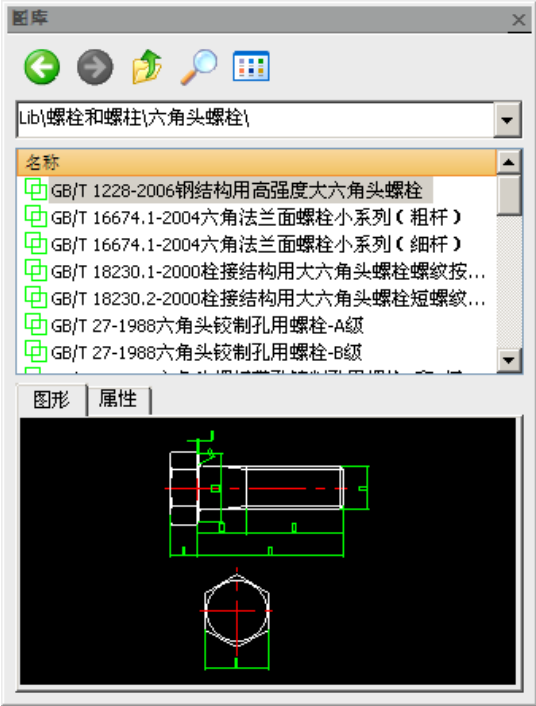 图库
Lib\螺栓和螺柱\六角头螺栓\
名称
GB/T 1228-2006钢结构用高强度大六角头螺栓
GB/T 16674.1-2004六角法兰面螺栓小系列(粗杆)
GB/T 16674.1-2004六角法兰面螺栓小系列(细杆)
GB/T 18230.1-2000栓接结构用大六角头螺栓螺纹按...
GB/T 18230.2-2000栓接结构用大六角头螺栓短螺纹...
GB/T 27-1988六角头铰制孔用螺栓-A级
GB/T 27-1988六角头铰制孔用螺栓-B级
图形 属性